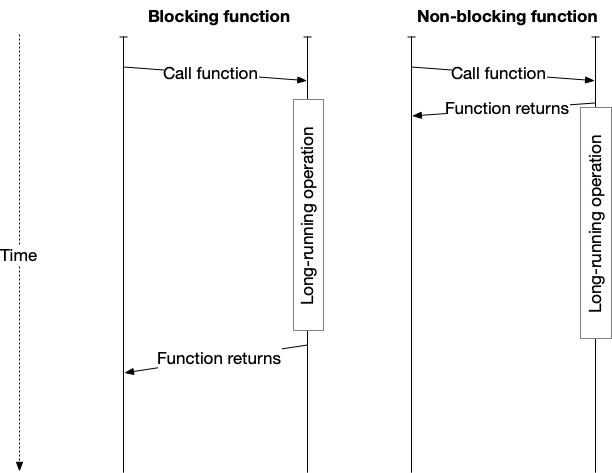 Blocking function
Non-blocking function
Call function
Call function
Function returns
Long-running operation
Long-running operation
Time
Function returns